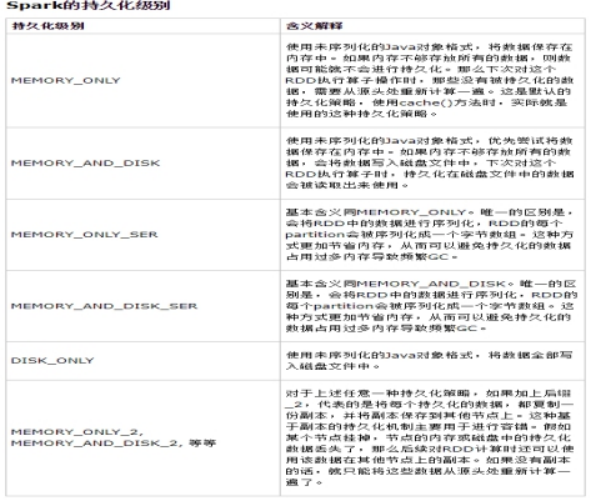 Spark的持久化级别
持久化级别
含义解释
MEMORY_ONLY
使用未序列化的Java对象格式，将数据保存在
内存中。如果内存不够存放所有的数据，则数
据可能就不会进行持久化。那么下次对这个
RDD执行算子操作时，那些没有被持久化的数
据，需要从源头处重新计算一遍。这是默认的
持久化策略，使用cache()方法时，实际就是
使用的这种持久化策略。
MEMORY_AND_DISK
使用未序列化的Java对象格式，优先尝试将数
据保存在内存中。如果内存不够存放所有的数
据，会将数据写入磁盘文件中，下次对这个
RDD执行算子时，持久化在磁盘文件中的数据
会被读取出来使用。
MEMORY_ONLY_SER
基本含义同MEMORY_ONLY。唯一的区别是，
会将RDD中的数据进行序列化，RDD的每个
partition会被序列化成一个字节数组。这种方
式更加节省内存，从而可以避免持久化的数据
占用过多内存导致频繁GC。
MEMORY_AND_DISK_SER
基本含义同MEMORY_AND_DISK。唯一的区
别是，会将RDD中的数据进行序列化，RDD的
每个partition会被序列化成一个字节数组。这
种方式更加节省内存，从而可以避免持久化的
数据占用过多内存导致频繁GC。
DISK_ONLY
使用未序列化的Java对象格式，将数据全部写
入磁盘文件中。
MEMORY_ONLY_2,
MEMORY_AND_DISK_2, 等等
对于上述任意一种持久化策略，如果加上后缀
_2，代表的是将每个持久化的数据，都复制一
份副本，并将副本保存到其他节点上。这种基
于副本的持久化机制主要用于进行容错。假如
某个节点挂掉，节点的内存或磁盘中的持久化
数据丢失了，那么后续对RDD计算时还可以使
用该数据在其他节点上的副本。如果没有副本
的话，就只能将这些数据从源头处重新计算一
遍了。